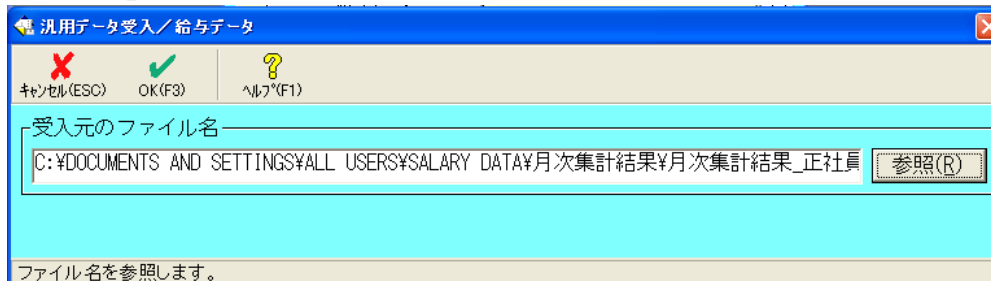 汎用データ受入／給与データ
ｷｬﾝｾﾙ(ESC) OK(F3) ﾍﾙﾌﾟ(F1)
受入元のファイル名
C:¥DOCUMENTS AND SETTINGS¥ALL USERS¥SALARY DATA¥月次集計結果¥月次集計結果_正社員 参照(R)
ファイル名を参照します。